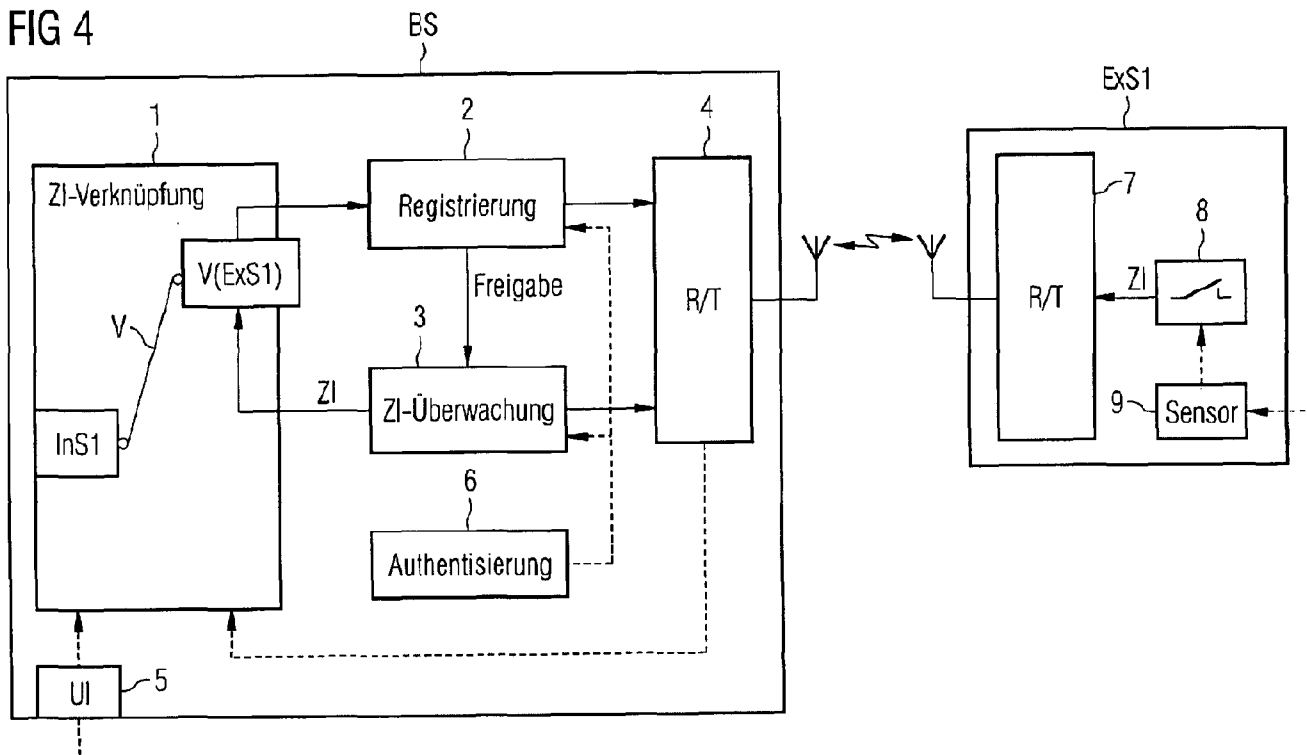 FIG 4
BS
ExS1
1
2
4
7
8
ZI-Verknüpfung
Registrierung
V(ExS1)
Freigabe
R/T
R/T
ZI
V
3
ZI
ZI-Überwachung
InS1
9
Sensor
6
Authentisierung
UI
5